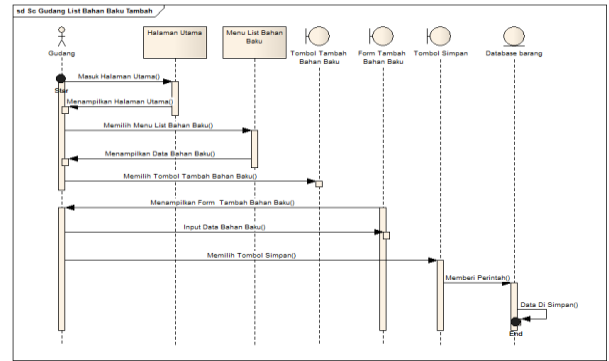 sd Sc Gudang List Bahan Baku Tambah
Gudang
Halaman Utama
Menu List Bahan
Baku
Tombol Tambah
Bahan Baku
Form Tambah
Bahan Baku
Tombol Simpan
Database barang
Star
Masuk Halaman Utama()
Menampilkan Halaman Utama()
Memilih Menu List Bahan Baku()
Menampilkan Data Bahan Baku()
Memilih Tombol Tambah Bahan Baku()
Menampilkan Form Tambah Bahan Baku()
Input Data Bahan Baku()
Memilih Tombol Simpan()
Memberi Perintah()
Data Di Simpan()
End